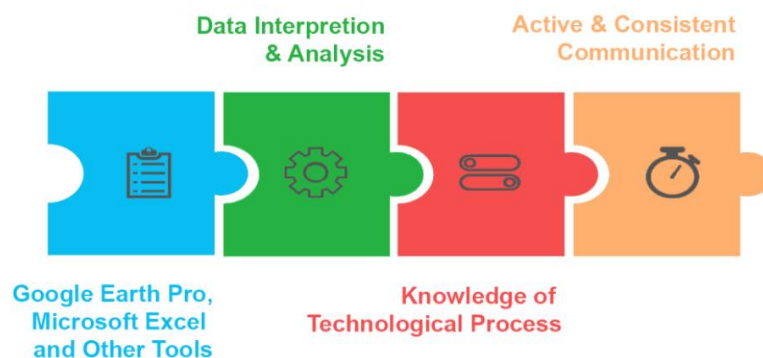 Data Interpretion
& Analysis
Active & Consistent
Communication
Google Earth Pro,
Microsoft Excel
and Other Tools
Knowledge of
Technological Process